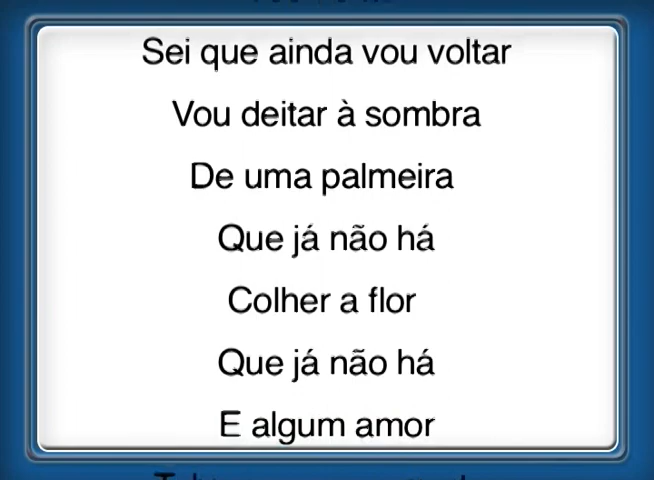 Sei que ainda vou voltar
Vou deitar à sombra
De uma palmeira
Que já não há
Colher a flor
Que já não há
E algum amor